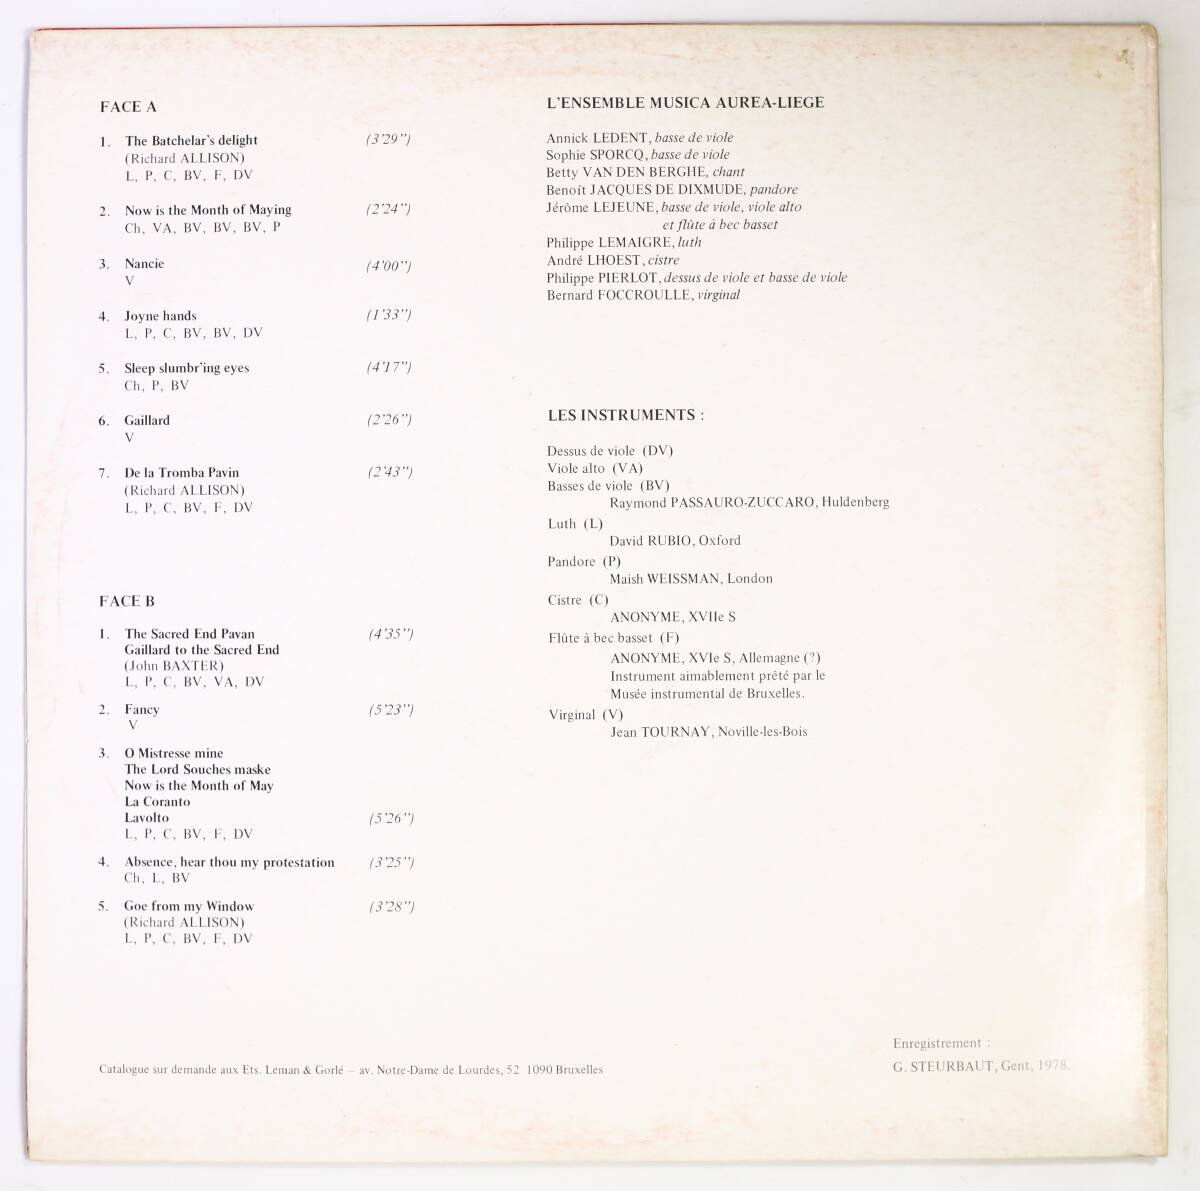 FACE A
1. The Batchelar's delight (3'29")
(Richard ALLISON)
L, P, C, BV, F, DV
2. Now is the Month of Maying (2'24")
Ch, VA, BV, BV, BV, P
3. Nancie (4'00")
V
4. Joyne hands (1'33")
L, P, C, BV, BV, DV
5. Sleep slumbr'ing eyes (4'17")
Ch, P, BV
6. Gaillard (2'26")
V
7. De la Tromba Pavin (2'43")
(Richard ALLISON)
L, P, C, BV, F, DV
FACE B
1. The Sacred End Pavan (4'35")
Gaillard to the Sacred End
(John BAXTER)
L, P, C, BV, VA, DV
2. Fancy (5'23")
V
3. O Mistresse mine
The Lord Souches maske
Now is the Month of May
La Coranto
Lavolto (5'26")
L, P, C, BV, F, DV
4. Absence, hear thou my protestation (3'25")
Ch, L, BV
5. Goe from my Window (3'28")
(Richard ALLISON)
L, P, C, BV, F, DV
L'ENSEMBLE MUSICA AUREA-LIEGE
Annick LEDENT, basse de viole
Sophie SPORCQ, basse de viole
Betty VAN DEN BERGHE, chant
Benoît JACQUES DE DIXMUDE, pandore
Jérôme LEJEUNE, basse de viole, viole alto
et flûte à bec basset
Philippe LEMAIGRE, luth
André LHOEST, cistre
Philippe PIERLOT, dessus de viole et basse de viole
Bernard FOCCROULLE, virginal
LES INSTRUMENTS :
Dessus de viole (DV)
Viole alto (VA)
Basses de viole (BV)
Raymond PASSAURO-ZUCCARO, Huldenberg
Luth (L)
David RUBIO, Oxford
Pandore (P)
Maish WEISSMAN, London
Cistre (C)
ANONYME, XVIIe S
Flûte à bec basset (F)
ANONYME, XVIe S, Allemagne (?)
Instrument aimablement prêté par le
Musée instrumental de Bruxelles.
Virginal (V)
Jean TOURNAY, Noville-les-Bois
Enregistrement :
G. STEURBAUT, Gent, 1978.
Catalogue sur demande aux Ets. Leman & Gorlé – av. Notre-Dame de Lourdes, 52 1090 Bruxelles